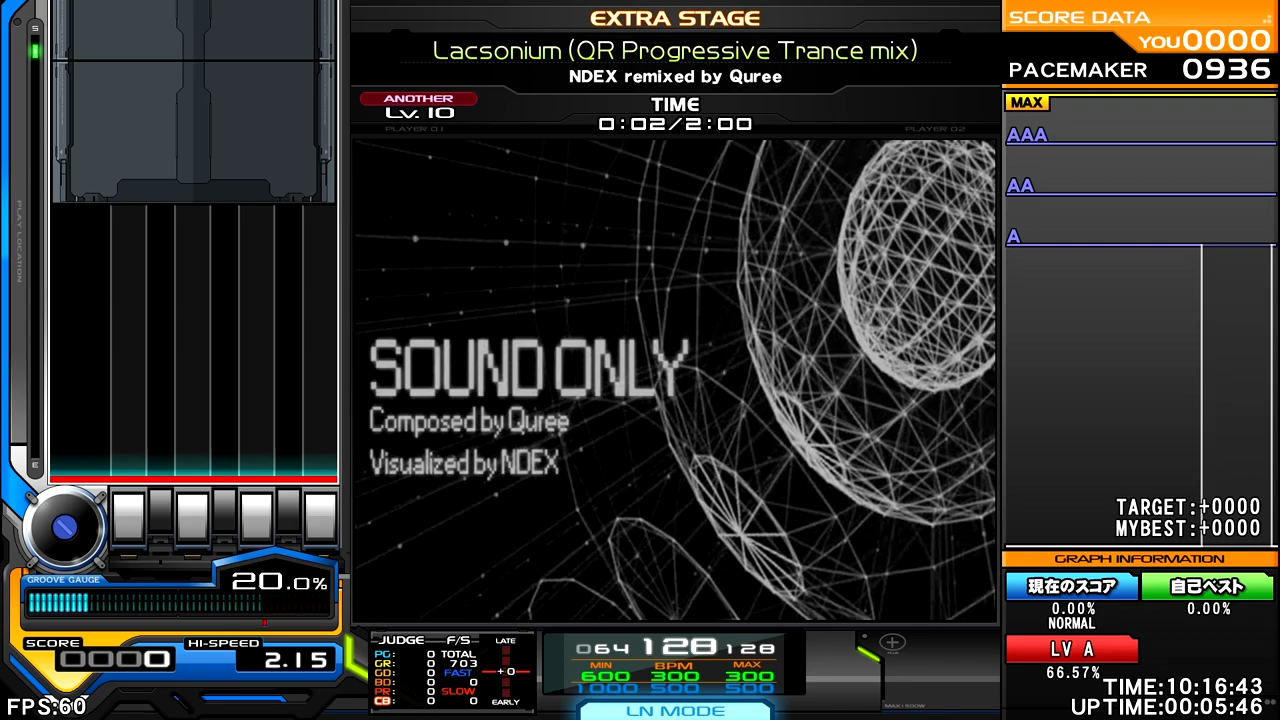 EXTRA STAGE
Lacsonium (QR Progressive Trance mix)
NDEX remixed by Quree
ANOTHER
Lv. 10
TIME
0:02/2:00
PLAYER 01
PLAYER 02
SCORE DATA
YOU 0000
PACEMAKER 0936
MAX
AAA
AA
A
TARGET:+0000
MYBEST:+0000
GRAPH INFORMATION
現在のスコア
自己ベスト
0.00%
0.00%
NORMAL
LV A
66.57%
TIME:10:16:43
UP TIME:00:05:46
SOUND ONLY
Composed by Quree
Visualized by NDEX
S
PLAY LOCATION
E
GROOVE GAUGE
20.0%
SCORE
0000
HI-SPEED
2.15
FPS:60
JUDGE F/S
LATE
PG: 0 TOTAL
GR: 0 703
GD: 0 FAST
BD: 0 0
PR: 0 SLOW
CB: 0 0
+0
EARLY
064 128 128
MIN BPM MAX
600 300 300
1000 500 500
LN MODE